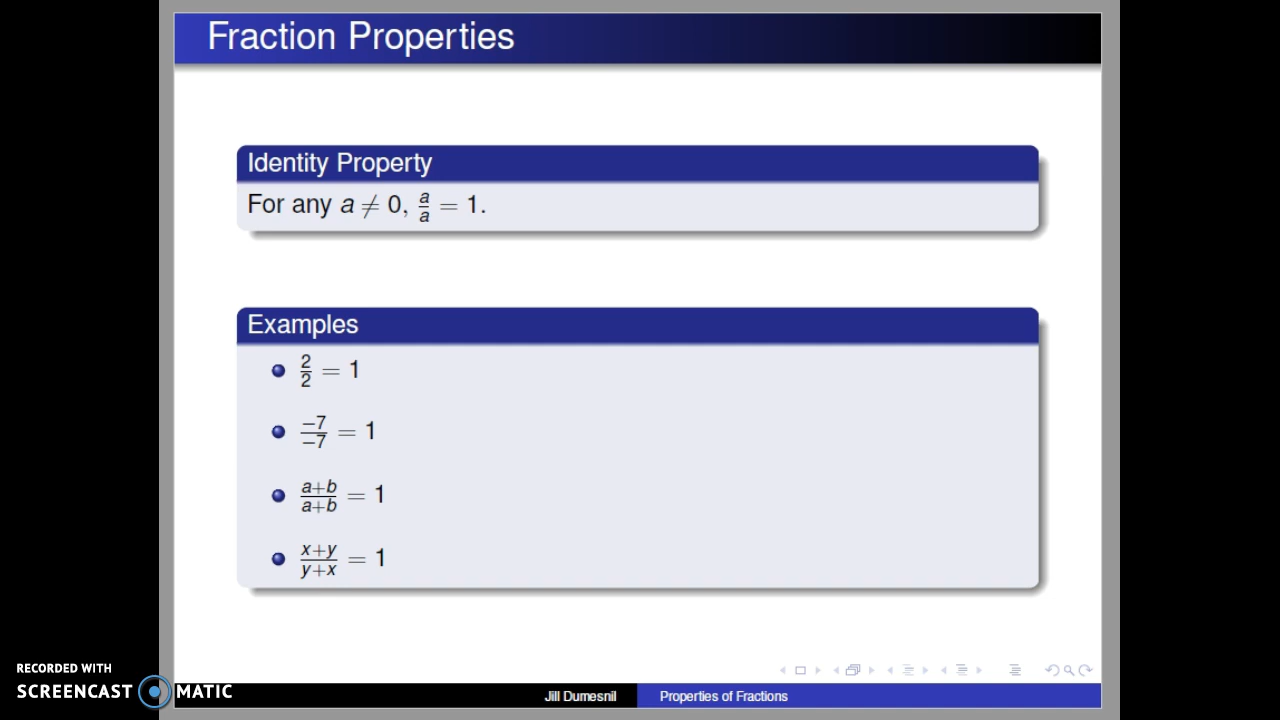 Fraction Properties
Identity Property
For any a ≠ 0, a/a = 1.
Examples
2/2 = 1
−7/−7 = 1
a+b/a+b = 1
x+y/y+x = 1
RECORDED WITH
SCREENCAST MATIC
Jill Dumesnil Properties of Fractions